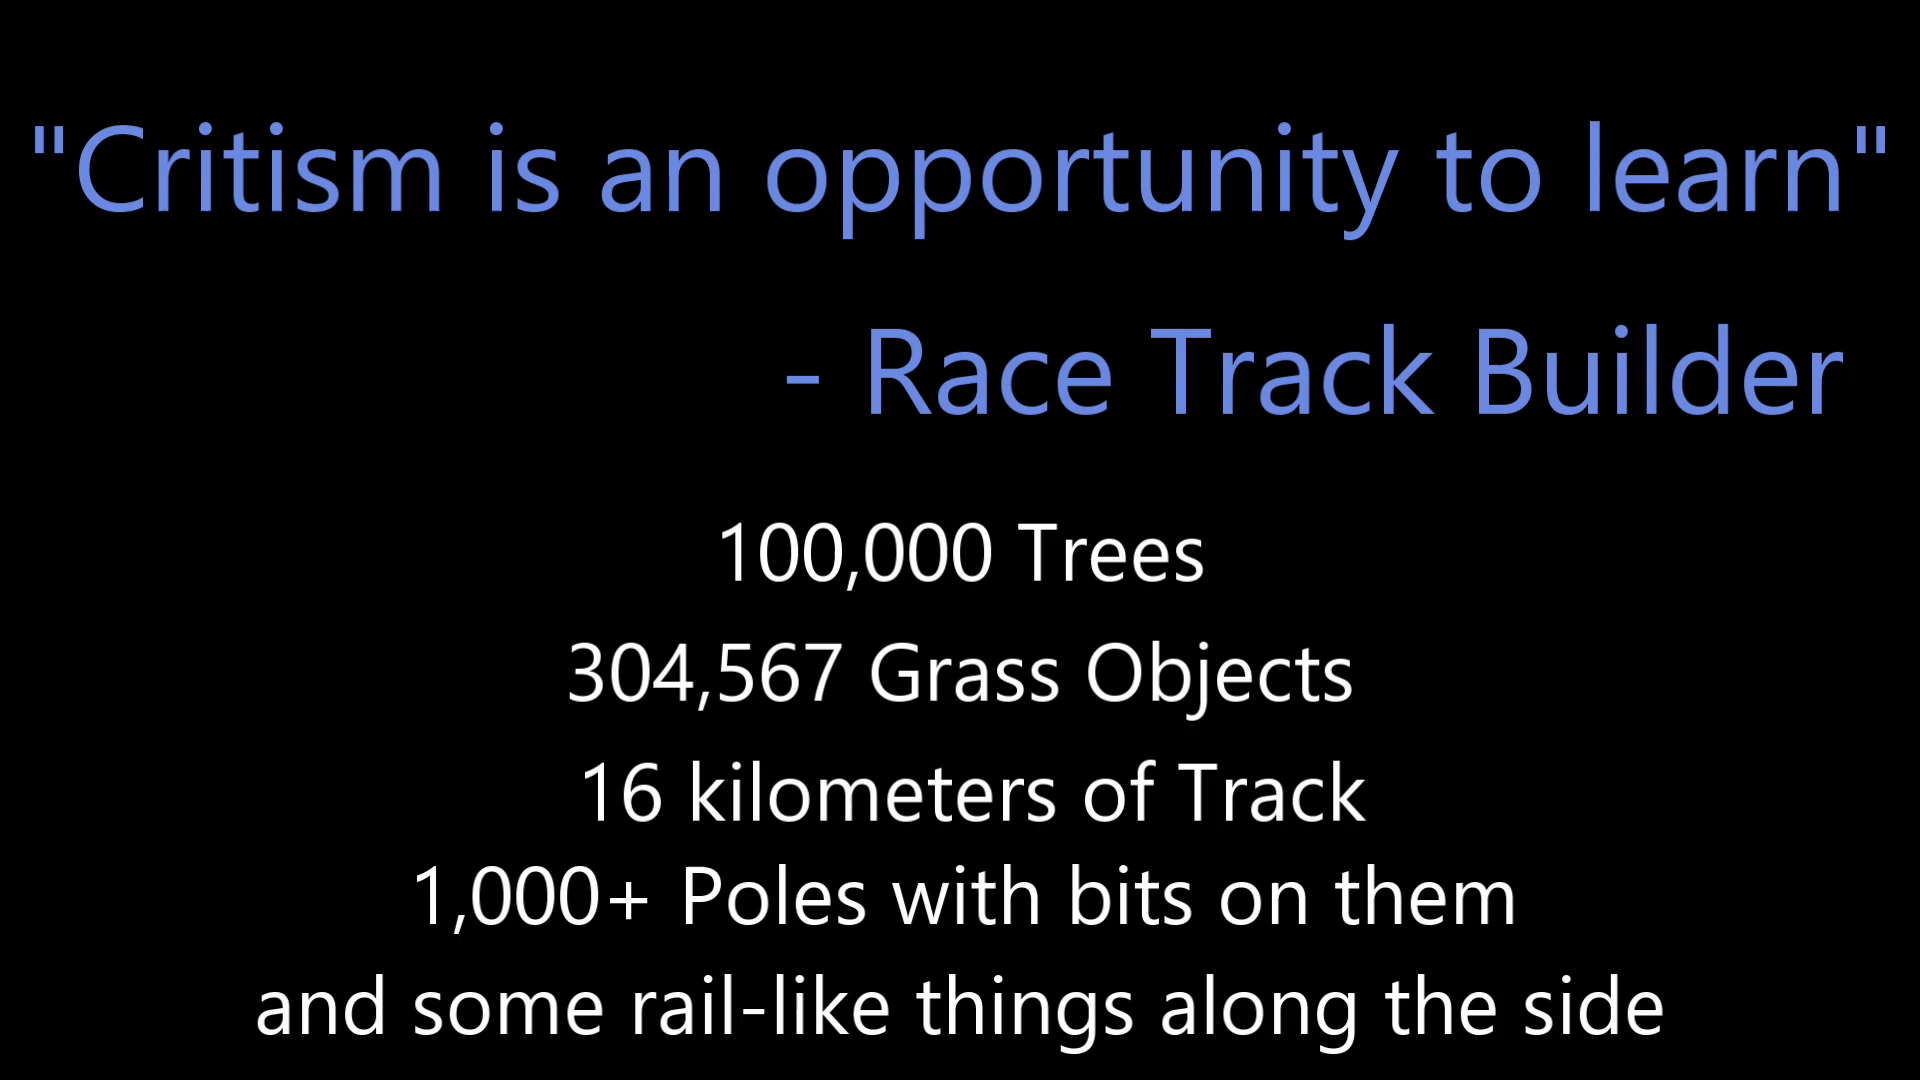 "Critism is an opportunity to learn"
- Race Track Builder
100,000 Trees
304,567 Grass Objects
16 kilometers of Track
1,000+ Poles with bits on them
and some rail-like things along the side